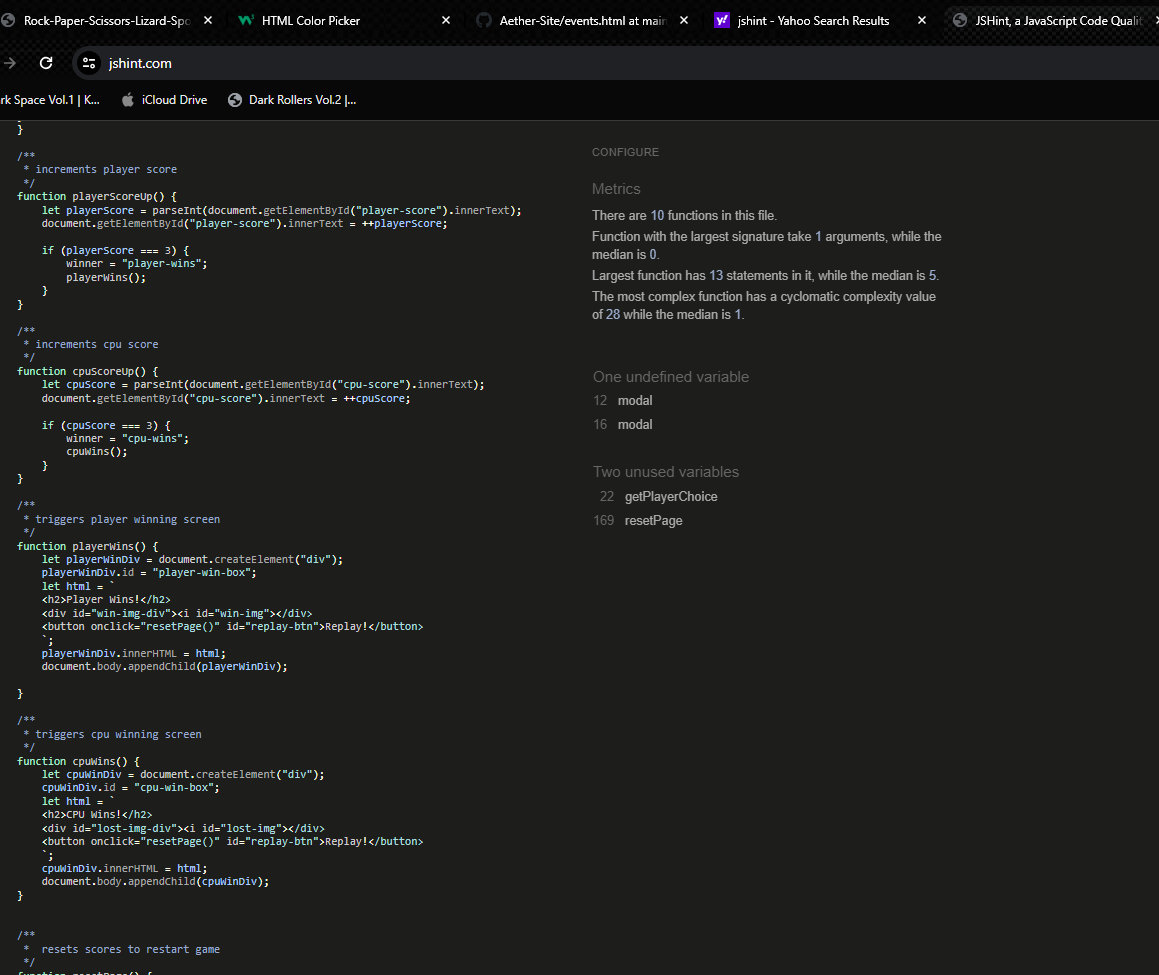 Rock-Paper-Scissors-Lizard-Spo
HTML Color Picker
Aether-Site/events.html at main
jshint - Yahoo Search Results
JSHint, a JavaScript Code Qualit
jshint.com
rk Space Vol.1 | K...
iCloud Drive
Dark Rollers Vol.2 |...
}
/**
* increments player score
*/
function playerScoreUp() {
let playerScore = parseInt(document.getElementById("player-score").innerText);
document.getElementById("player-score").innerText = ++playerScore;
if (playerScore === 3) {
winner = "player-wins";
playerWins();
}
}
/**
* increments cpu score
*/
function cpuScoreUp() {
let cpuScore = parseInt(document.getElementById("cpu-score").innerText);
document.getElementById("cpu-score").innerText = ++cpuScore;
if (cpuScore === 3) {
winner = "cpu-wins";
cpuWins();
}
}
/**
* triggers player winning screen
*/
function playerWins() {
let playerWinDiv = document.createElement("div");
playerWinDiv.id = "player-win-box";
let html = `
<h2>Player Wins!</h2>
<div id="win-img-div"><i id="win-img"></div>
<button onclick="resetPage()" id="replay-btn">Replay!</button>
`;
playerWinDiv.innerHTML = html;
document.body.appendChild(playerWinDiv);
}
/**
* triggers cpu winning screen
*/
function cpuWins() {
let cpuWinDiv = document.createElement("div");
cpuWinDiv.id = "cpu-win-box";
let html = `
<h2>CPU Wins!</h2>
<div id="lost-img-div"><i id="lost-img"></div>
<button onclick="resetPage()" id="replay-btn">Replay!</button>
`;
cpuWinDiv.innerHTML = html;
document.body.appendChild(cpuWinDiv);
}
/**
*  resets scores to restart game
*/
function resetPage() {
CONFIGURE
Metrics
There are 10 functions in this file.
Function with the largest signature take 1 arguments, while the
median is 0.
Largest function has 13 statements in it, while the median is 5.
The most complex function has a cyclomatic complexity value
of 28 while the median is 1.
One undefined variable
12 modal
16 modal
Two unused variables
22 getPlayerChoice
169 resetPage